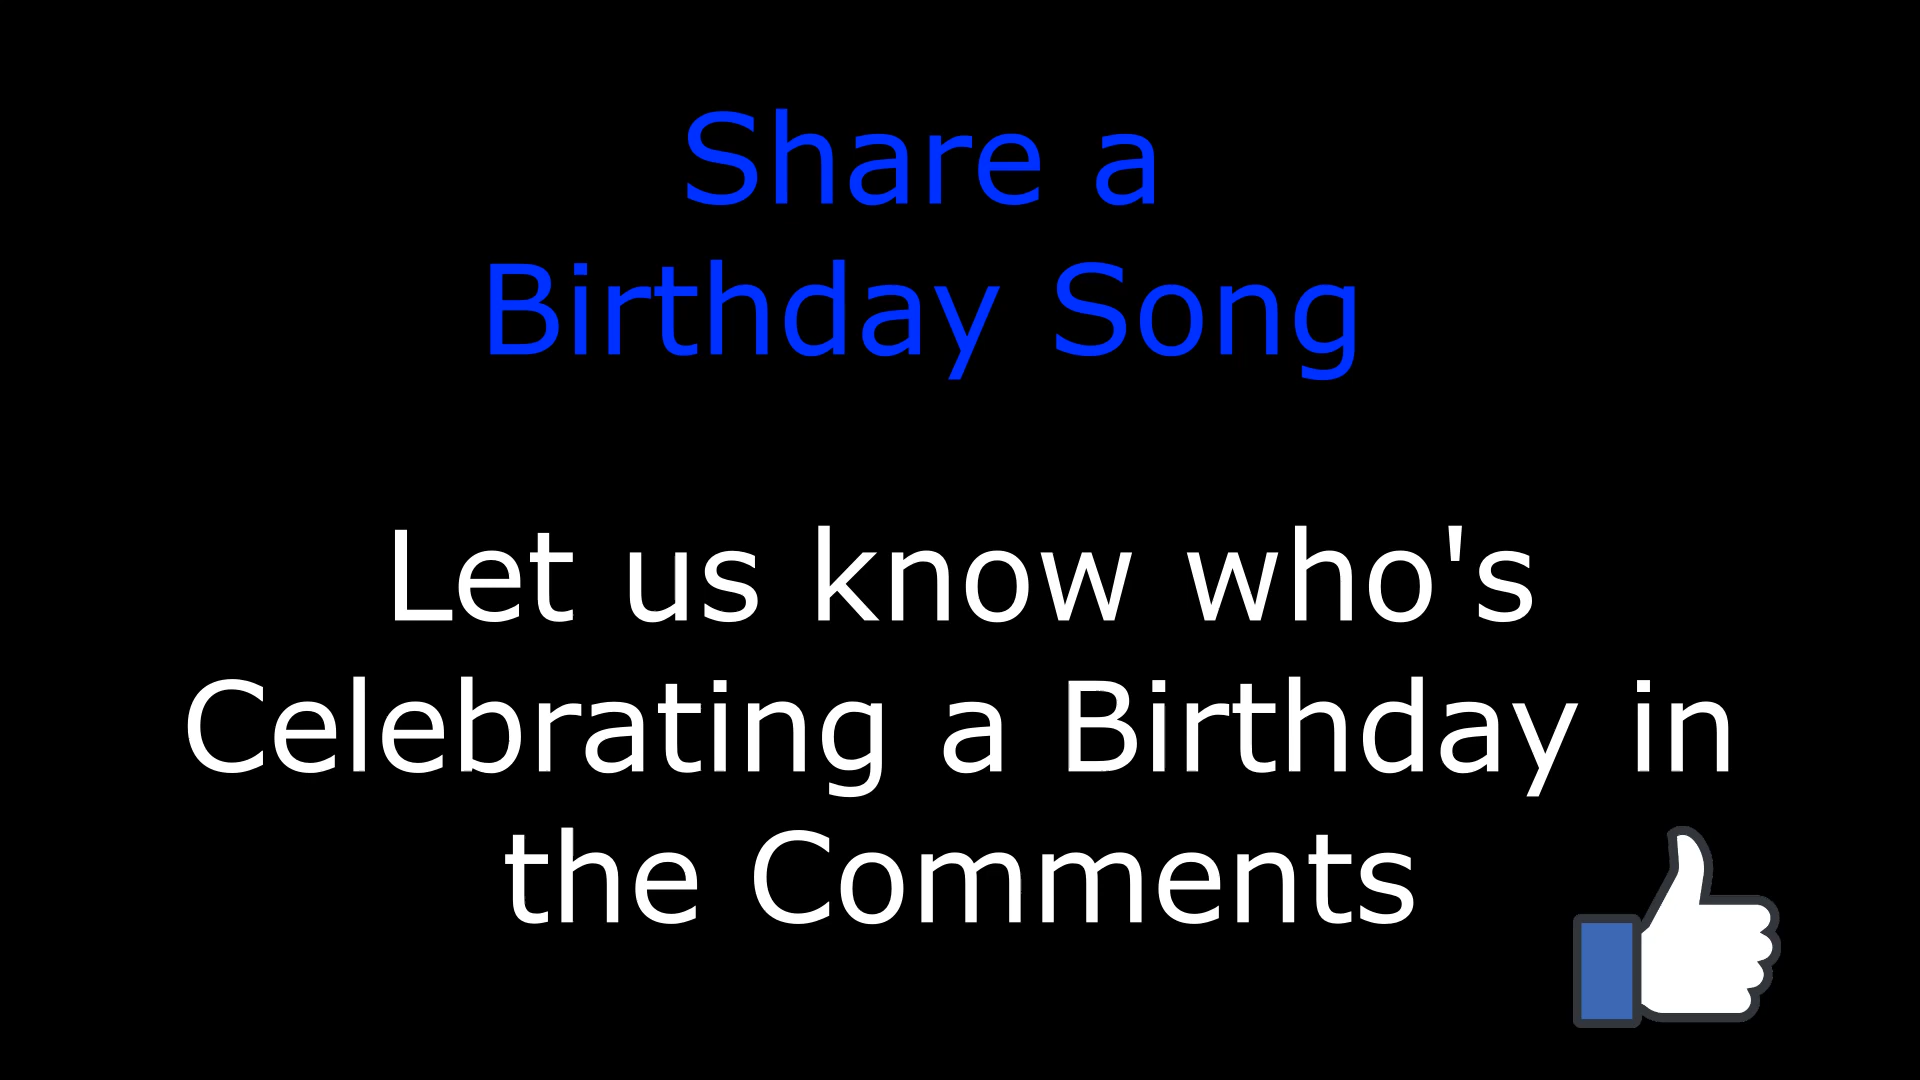 Share a
Birthday Song
Let us know who's
Celebrating a Birthday in
the Comments